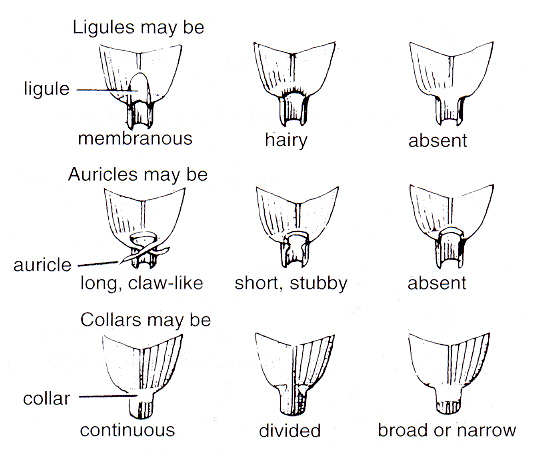 Ligules may be
ligule
membranous hairy absent
Auricles may be
auricle
long, claw-like short, stubby absent
Collars may be
collar
continuous divided broad or narrow